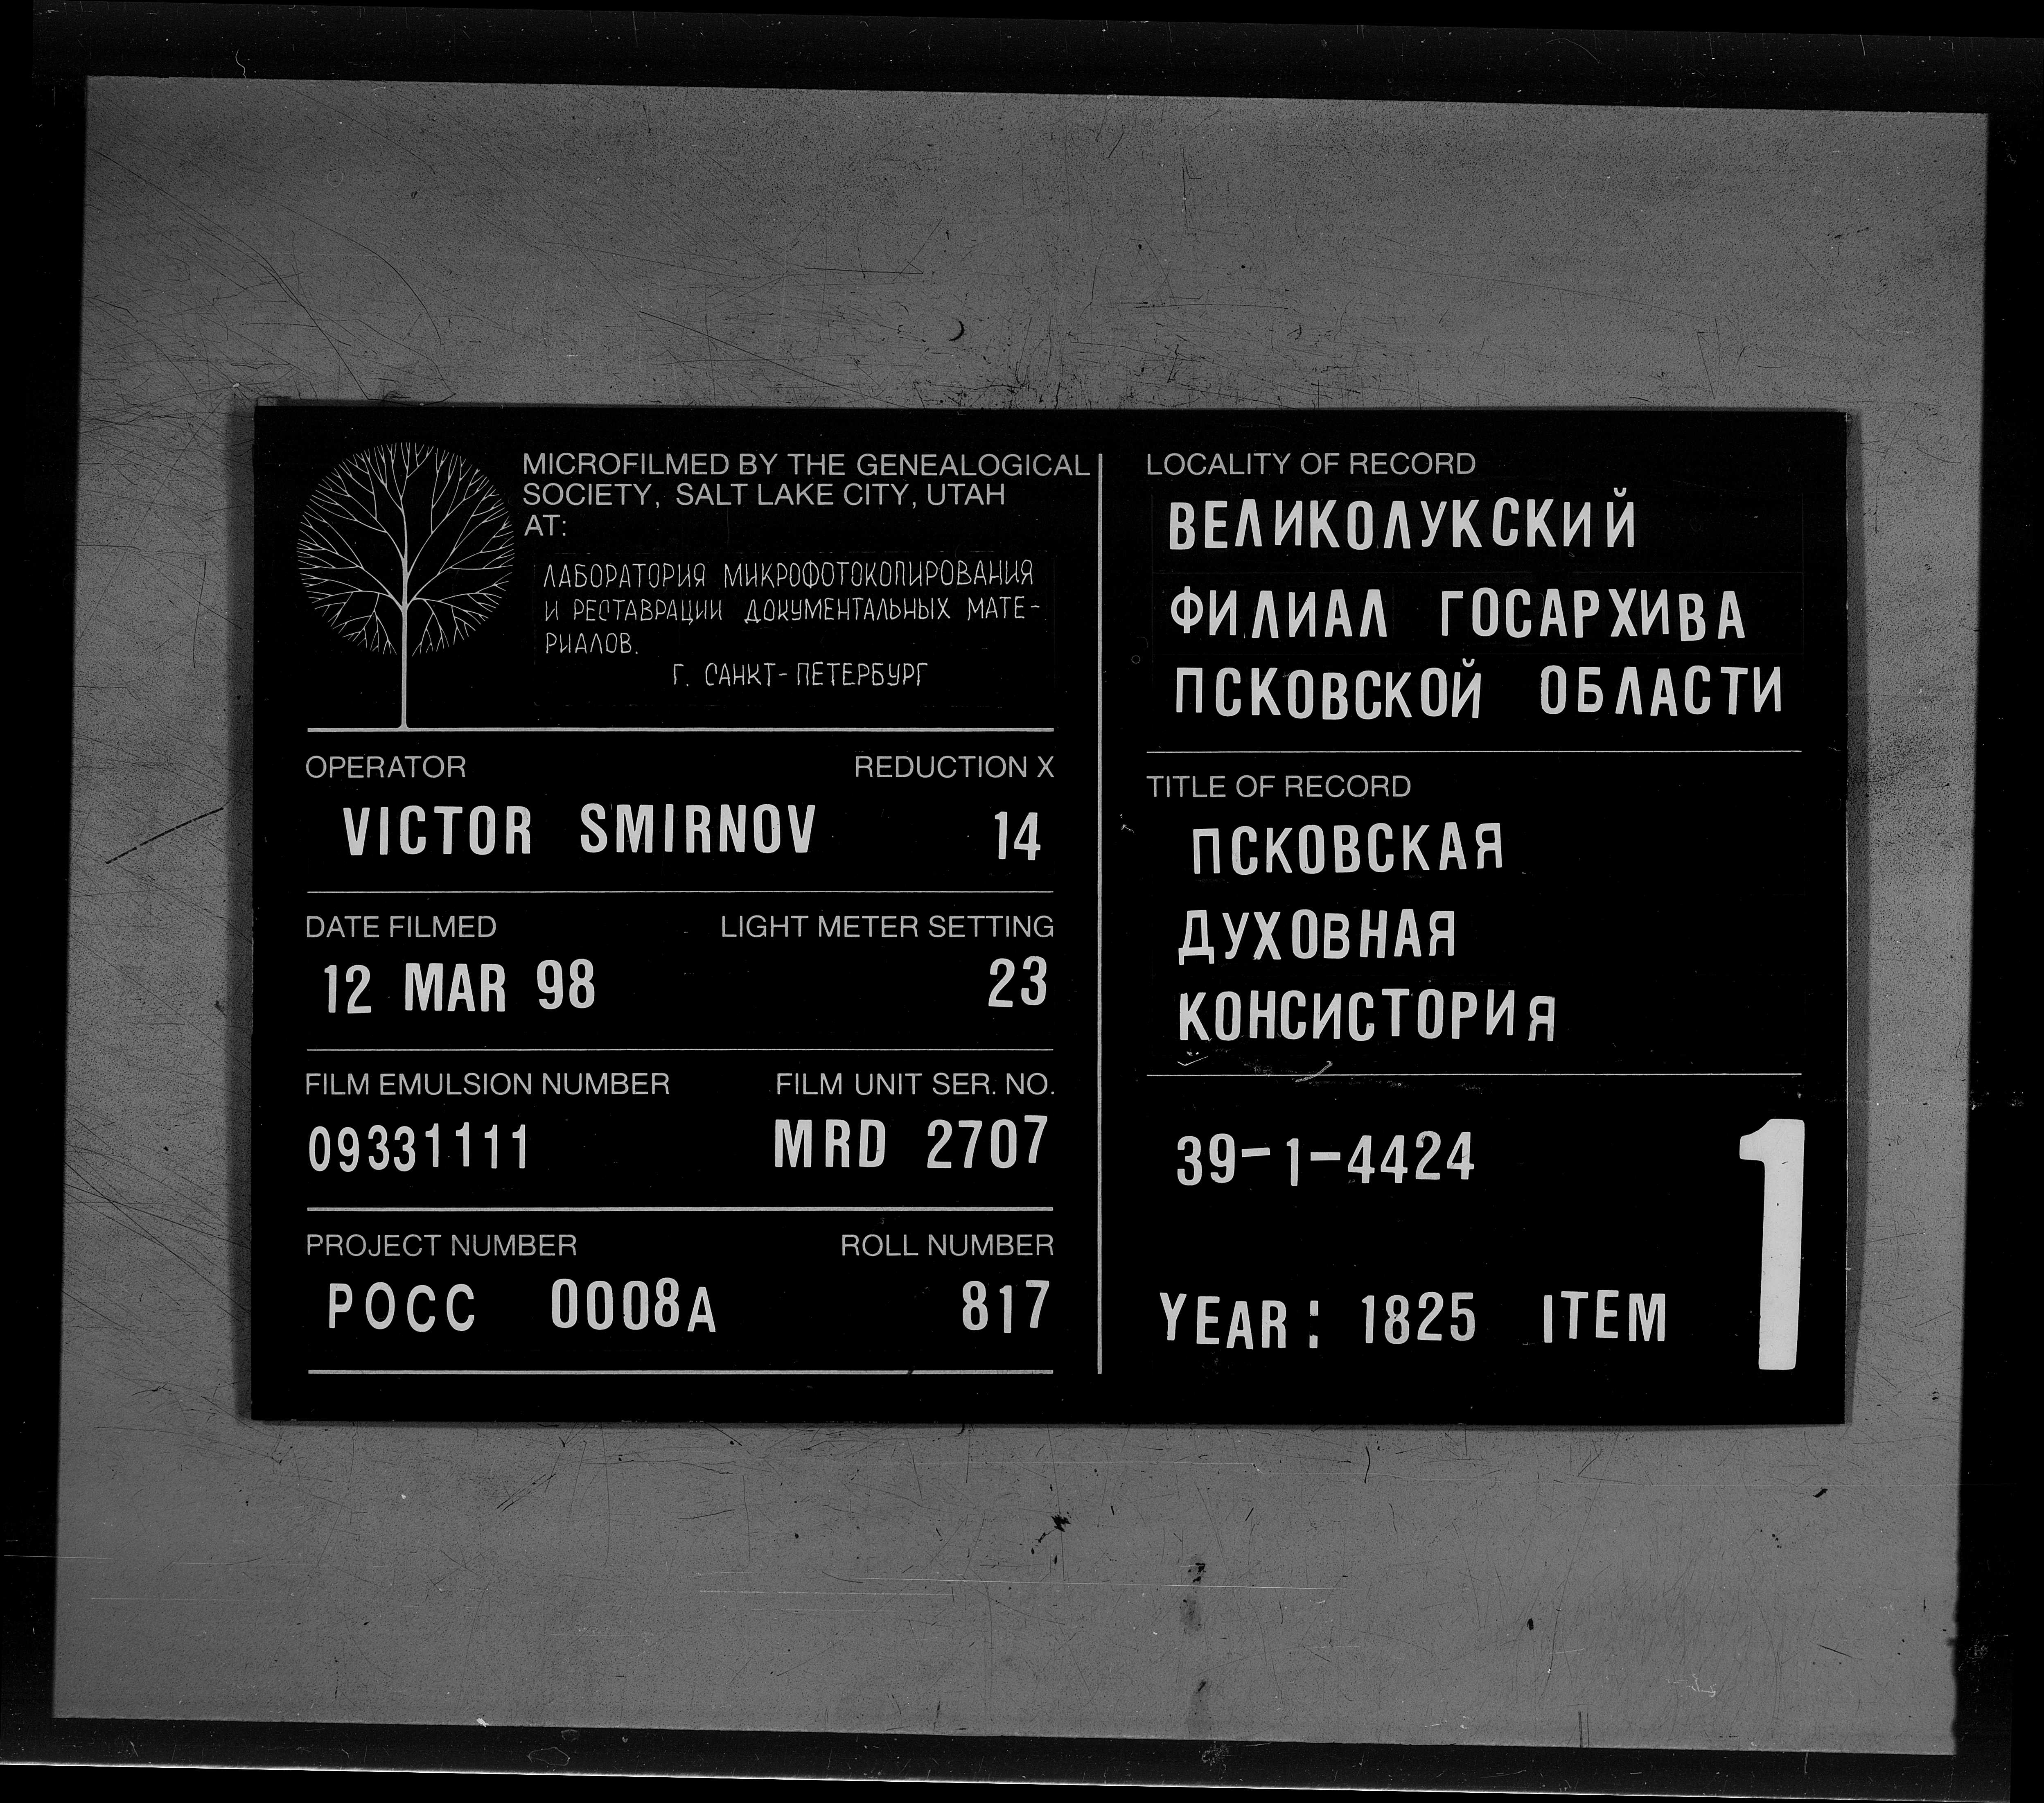 MICROFILMED BY THE GENEALOGICAL
SOCIETY, SALT LAKE CITY, UTAH
AT:
ЛАБОРАТОРИЯ МИКРОФОТОКОПИРОВАНИЯ
И РЕСТАВРАЦИИ ДОКУМЕНТАЛЬНЫХ МАТЕ-
РИАЛОВ.
Г. САНКТ-ПЕТЕРБУРГ
OPERATOR REDUCTION X
VICTOR SMIRNOV 14
DATE FILMED LIGHT METER SETTING
12 MAR 98 23
FILM EMULSION NUMBER FILM UNIT SER. NO.
09331111 MRD 2707
PROJECT NUMBER ROLL NUMBER
РОСС 0008А 817
LOCALITY OF RECORD
ВЕЛИКОЛУКСКИЙ
ФИЛИАЛ ГОСАРХИВА
ПСКОВСКОЙ ОБЛАСТИ
TITLE OF RECORD
ПСКОВСКАЯ
ДУХОВНАЯ
КОНСИСТОРИЯ
39-1-4424
YEAR: 1825 ITEM 1